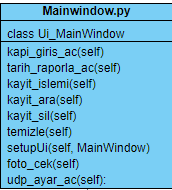 Mainwindow.py
class Ui_MainWindow
kapi_giris_ac(self)
tarih_raporla_ac(self)
kayit_islemi(self)
kayit_ara(self)
kayit_sil(self)
temizle(self)
setupUi(self, MainWindow)
foto_cek(self)
udp_ayar_ac(self):